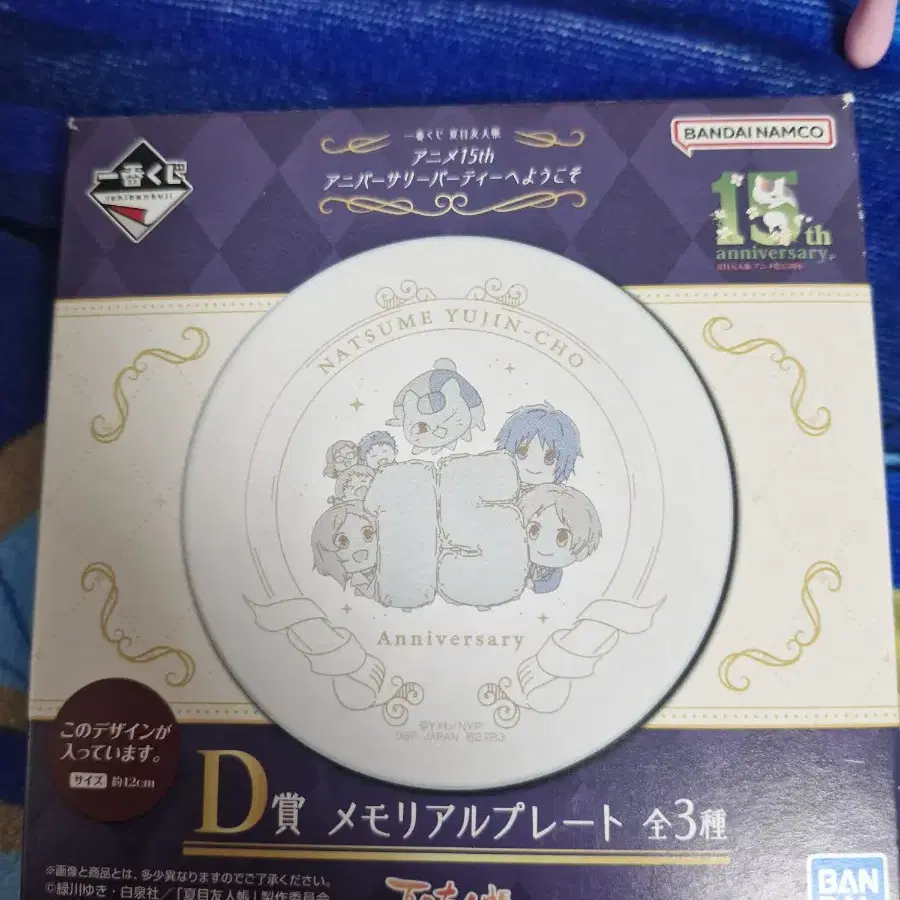 一番くじ
一番くじ 夏目友人帳
アニメ15th
アニバーサリーパーティーへようこそ
BANDAI NAMCO
15th
anniversary
NATSUME YUJIN-CHO
15
Anniversary
JAPAN
このデザインが
入っています。
サイズ 約12cm
D賞 メモリアルプレート 全3種
※画像と商品とは、多少異なりますのでご了承ください。
©緑川ゆき・白泉社/「夏目友人帳」製作委員会
夏目友人帳
BAN